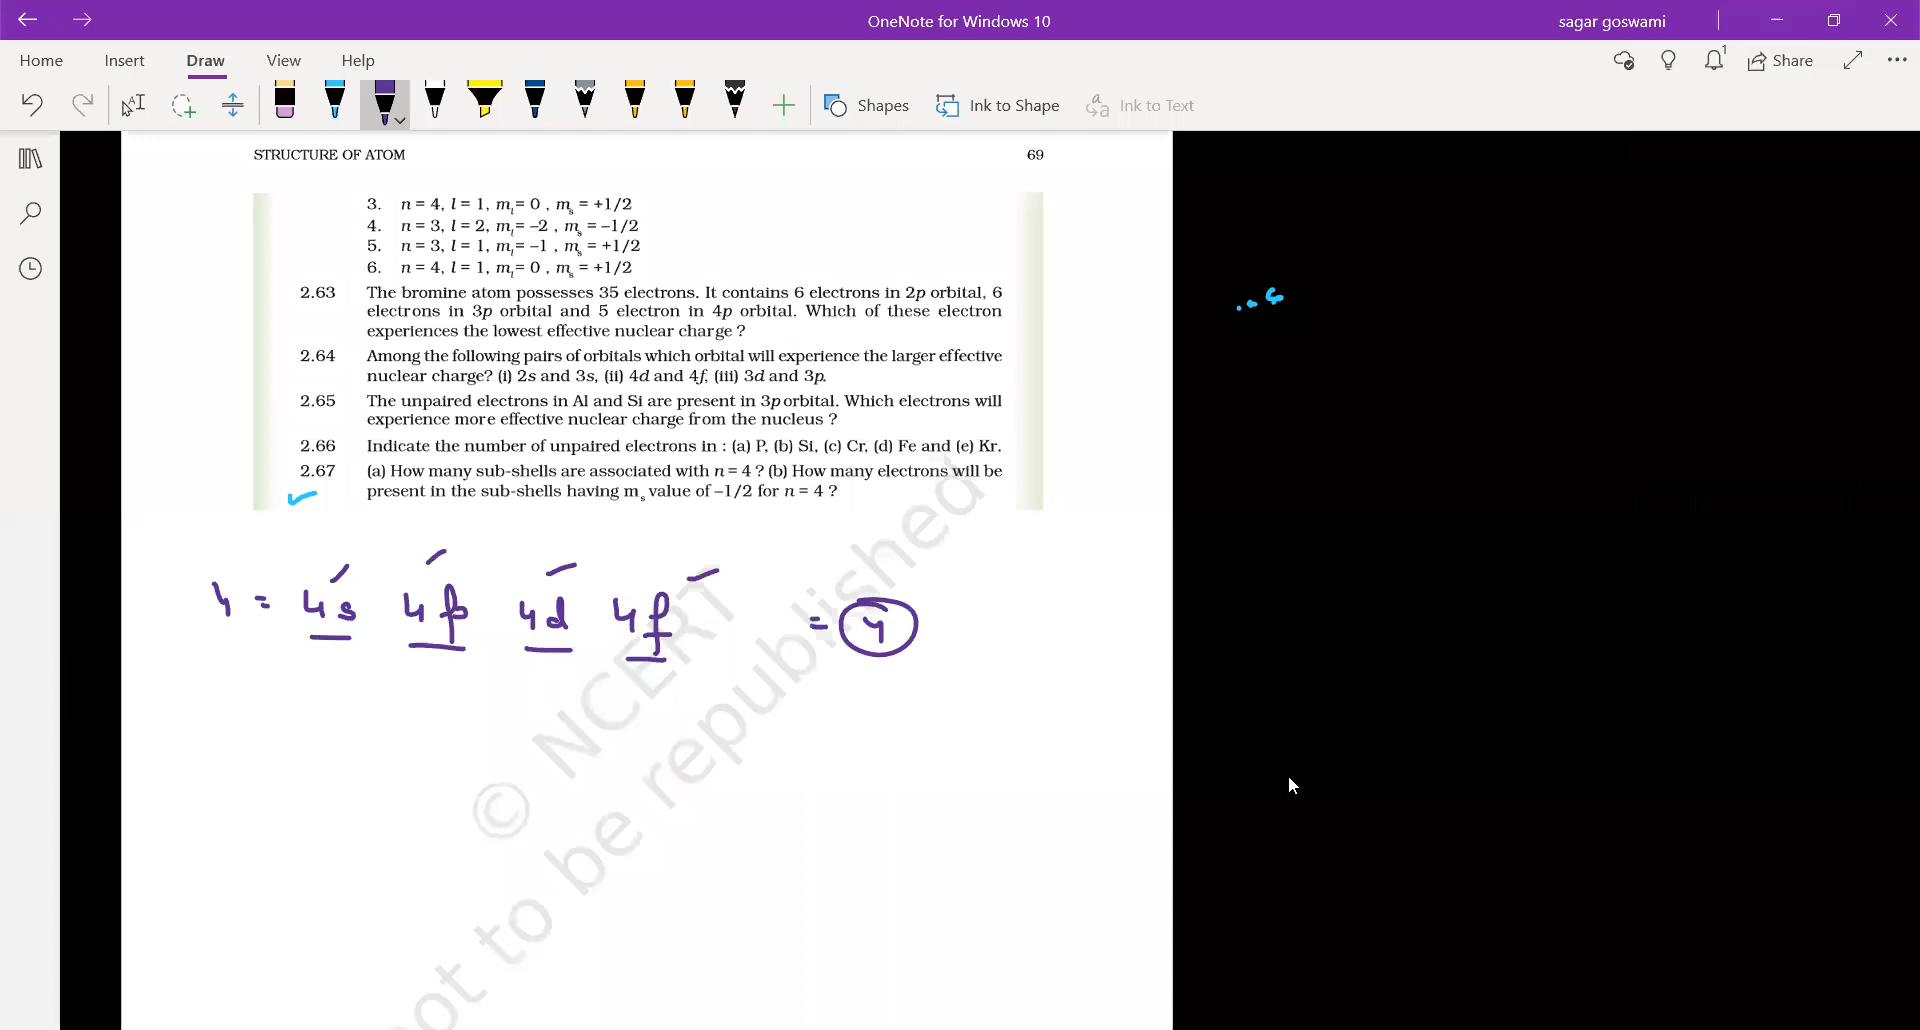 OneNote for Windows 10
sagar goswami
Home Insert Draw View Help
1
Share
Shapes
Ink to Shape
Ink to Text
STRUCTURE OF ATOM 69
3. n = 4, l = 1, mₗ= 0 , mₛ = +1/2
4. n = 3, l = 2, mₗ= –2 , mₛ = –1/2
5. n = 3, l = 1, mₗ= –1 , mₛ = +1/2
6. n = 4, l = 1, mₗ= 0 , mₛ = +1/2
2.63 The bromine atom possesses 35 electrons. It contains 6 electrons in 2p orbital, 6
electrons in 3p orbital and 5 electron in 4p orbital. Which of these electron
experiences the lowest effective nuclear charge ?
2.64 Among the following pairs of orbitals which orbital will experience the larger effective
nuclear charge? (i) 2s and 3s, (ii) 4d and 4f, (iii) 3d and 3p.
2.65 The unpaired electrons in Al and Si are present in 3p orbital. Which electrons will
experience more effective nuclear charge from the nucleus ?
2.66 Indicate the number of unpaired electrons in : (a) P, (b) Si, (c) Cr, (d) Fe and (e) Kr.
2.67 (a) How many sub-shells are associated with n = 4 ? (b) How many electrons will be
present in the sub-shells having mₛ value of –1/2 for n = 4 ?
4 = 4s 4p 4d 4f = 4
© NCERT
not to be republished